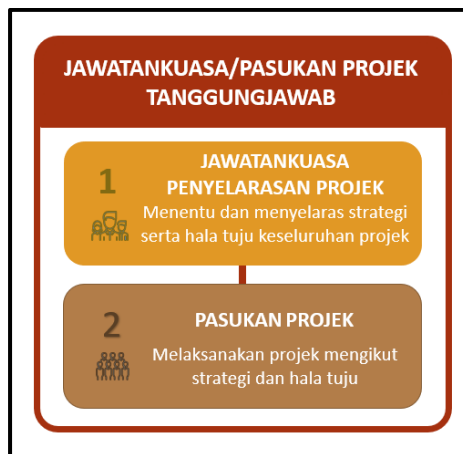 JAWATANKUASA/PASUKAN PROJEK
TANGGUNGJAWAB
1
JAWATANKUASA
PENYELARASAN PROJEK
Menentu dan menyelaras strategi
serta hala tuju keseluruhan projek
2
PASUKAN PROJEK
Melaksanakan projek mengikut
strategi dan hala tuju